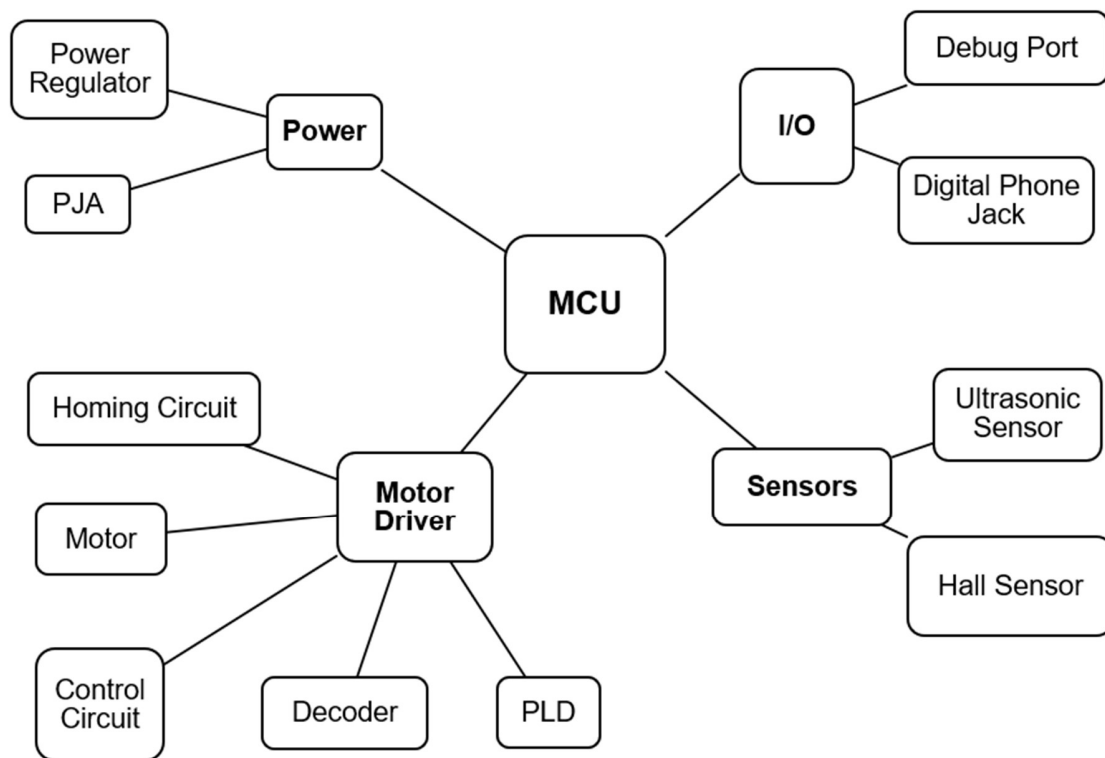 Power
Regulator
Power
PJA
I/O
Debug Port
Digital Phone
Jack
MCU
Homing Circuit
Motor
Driver
Motor
Control
Circuit
Decoder
PLD
Sensors
Ultrasonic
Sensor
Hall Sensor